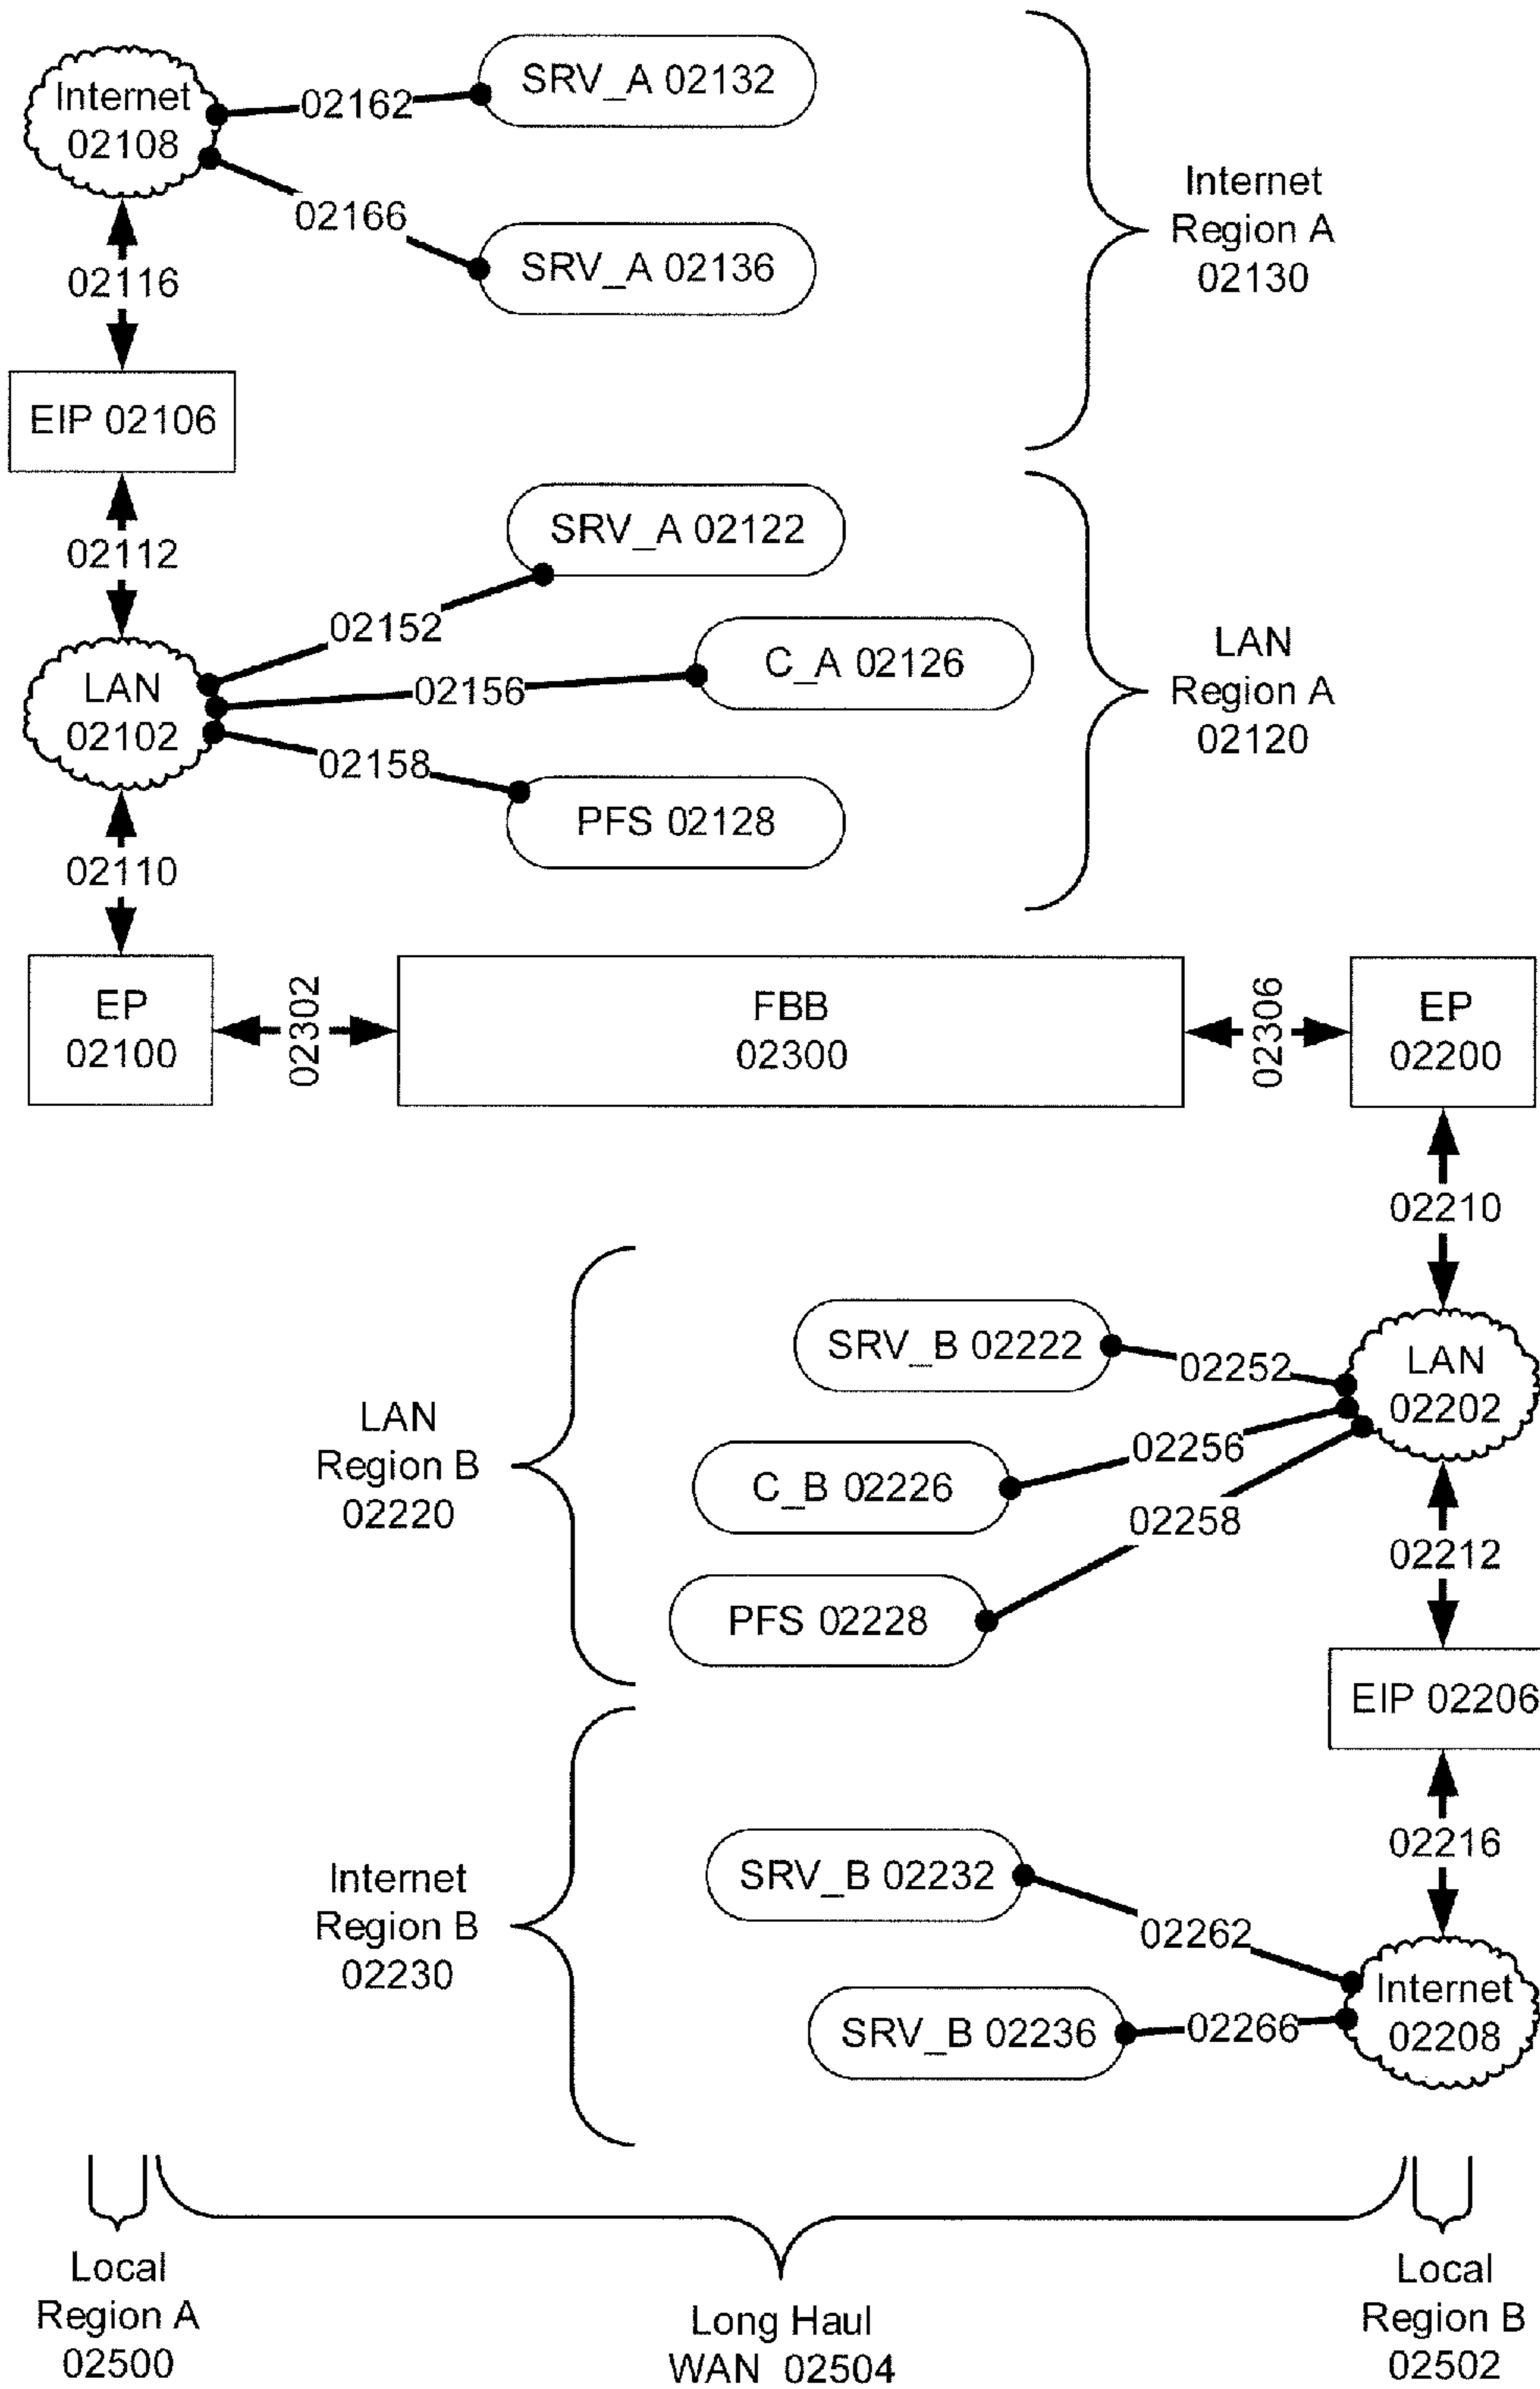 Internet
02108
02162
SRV_A 02132
02166
SRV_A 02136
Internet
Region A
02130
02116
EIP 02106
02112
SRV_A 02122
02152
LAN
02102
02156
C_A 02126
02158
PFS 02128
LAN
Region A
02120
02110
EP
02100
02302
FBB
02300
02306
EP
02200
02210
LAN
Region B
02220
SRV_B 02222
02252
LAN
02202
C_B 02226
02256
02258
PFS 02228
02212
EIP 02206
02216
Internet
Region B
02230
SRV_B 02232
02262
SRV_B 02236
02266
Internet
02208
Local
Region A
02500
Long Haul
WAN 02504
Local
Region B
02502